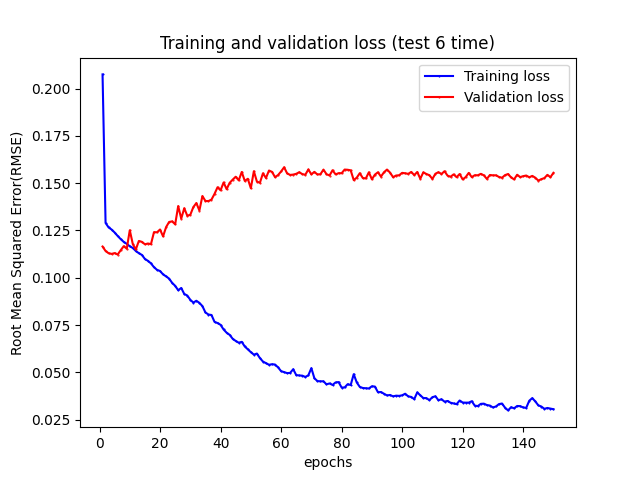 Training and validation loss (test 6 time)
Training loss
Validation loss
Root Mean Squared Error(RMSE)
0.200
0.175
0.150
0.125
0.100
0.075
0.050
0.025
0 20 40 60 80 100 120 140
epochs